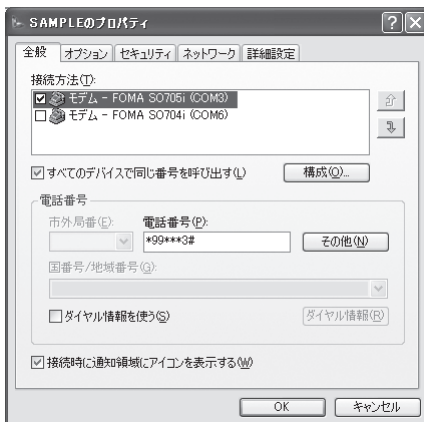 SAMPLEのプロパティ
全般 オプション セキュリティ ネットワーク 詳細設定
接続方法(T):
モデム - FOMA SO705i (COM3)
モデム - FOMA SO704i (COM6)
すべてのデバイスで同じ番号を呼び出す(L) 構成(O)...
電話番号
市外局番(E): 電話番号(P):
*99***3# その他(N)
国番号/地域番号(G):
ダイヤル情報を使う(S) ダイヤル情報(R)
接続時に通知領域にアイコンを表示する(W)
OK キャンセル